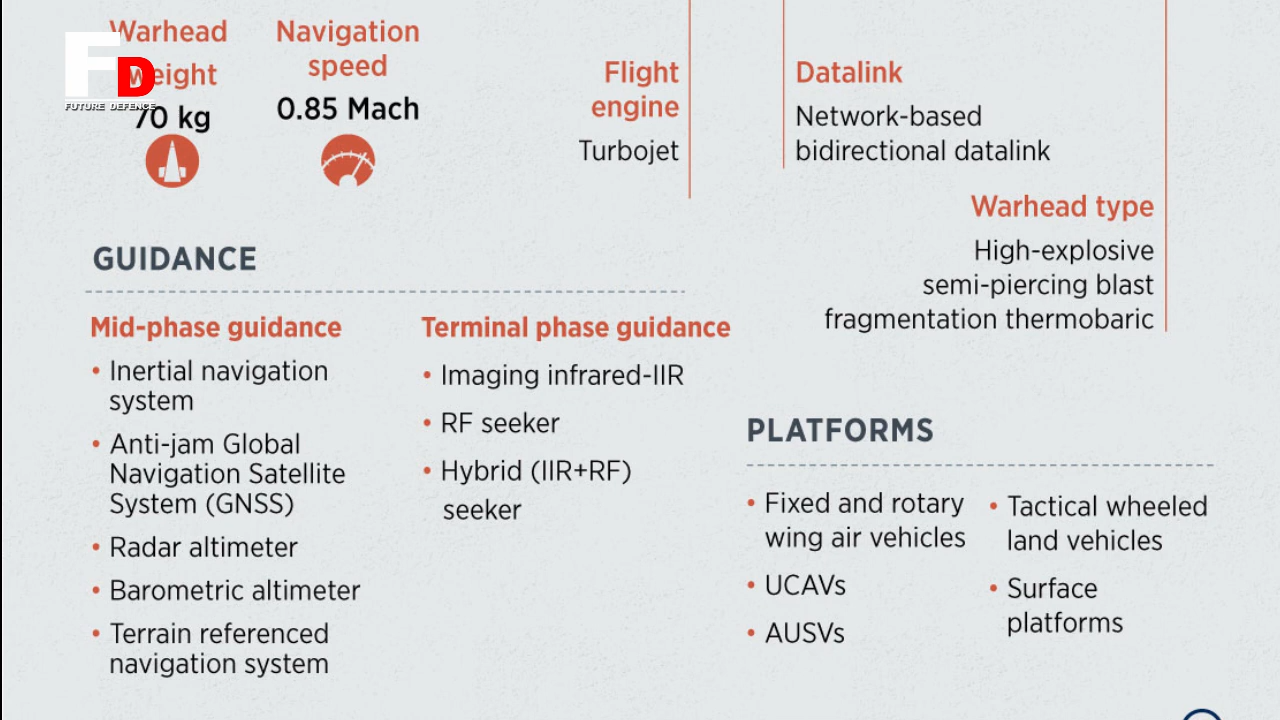 Warhead
weight
70 kg
Navigation
speed
0.85 Mach
FD
FUTURE DEFENCE
Flight
engine
Turbojet
Datalink
Network-based
bidirectional datalink
Warhead type
High-explosive
semi-piercing blast
fragmentation thermobaric
GUIDANCE
Mid-phase guidance
• Inertial navigation
system
• Anti-jam Global
Navigation Satellite
System (GNSS)
• Radar altimeter
• Barometric altimeter
• Terrain referenced
navigation system
Terminal phase guidance
• Imaging infrared-IIR
• RF seeker
• Hybrid (IIR+RF)
seeker
PLATFORMS
• Fixed and rotary
wing air vehicles
• UCAVs
• AUSVs
• Tactical wheeled
land vehicles
• Surface
platforms